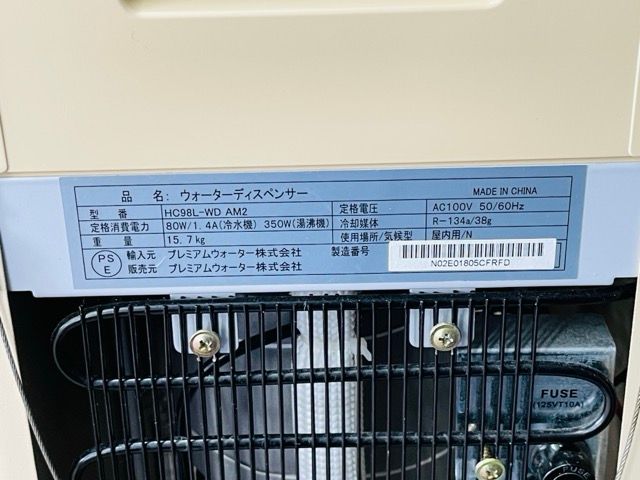 品 名：ウォーターディスペンサー MADE IN CHINA
型 番 HC98L-WD AM2 定格電圧 AC100V 50/60Hz
定格消費電力 80W/1.4A(冷水機) 350W(湯沸機) 冷却媒体 R-134a/38g
重 量 15.7kg 使用場所/気候型 屋内用/N
PS E
輸入元 プレミアムウォーター株式会社 製造番号
販売元 プレミアムウォーター株式会社
N02E01805CFRFD
FUSE
(125VT10A)
FUSE